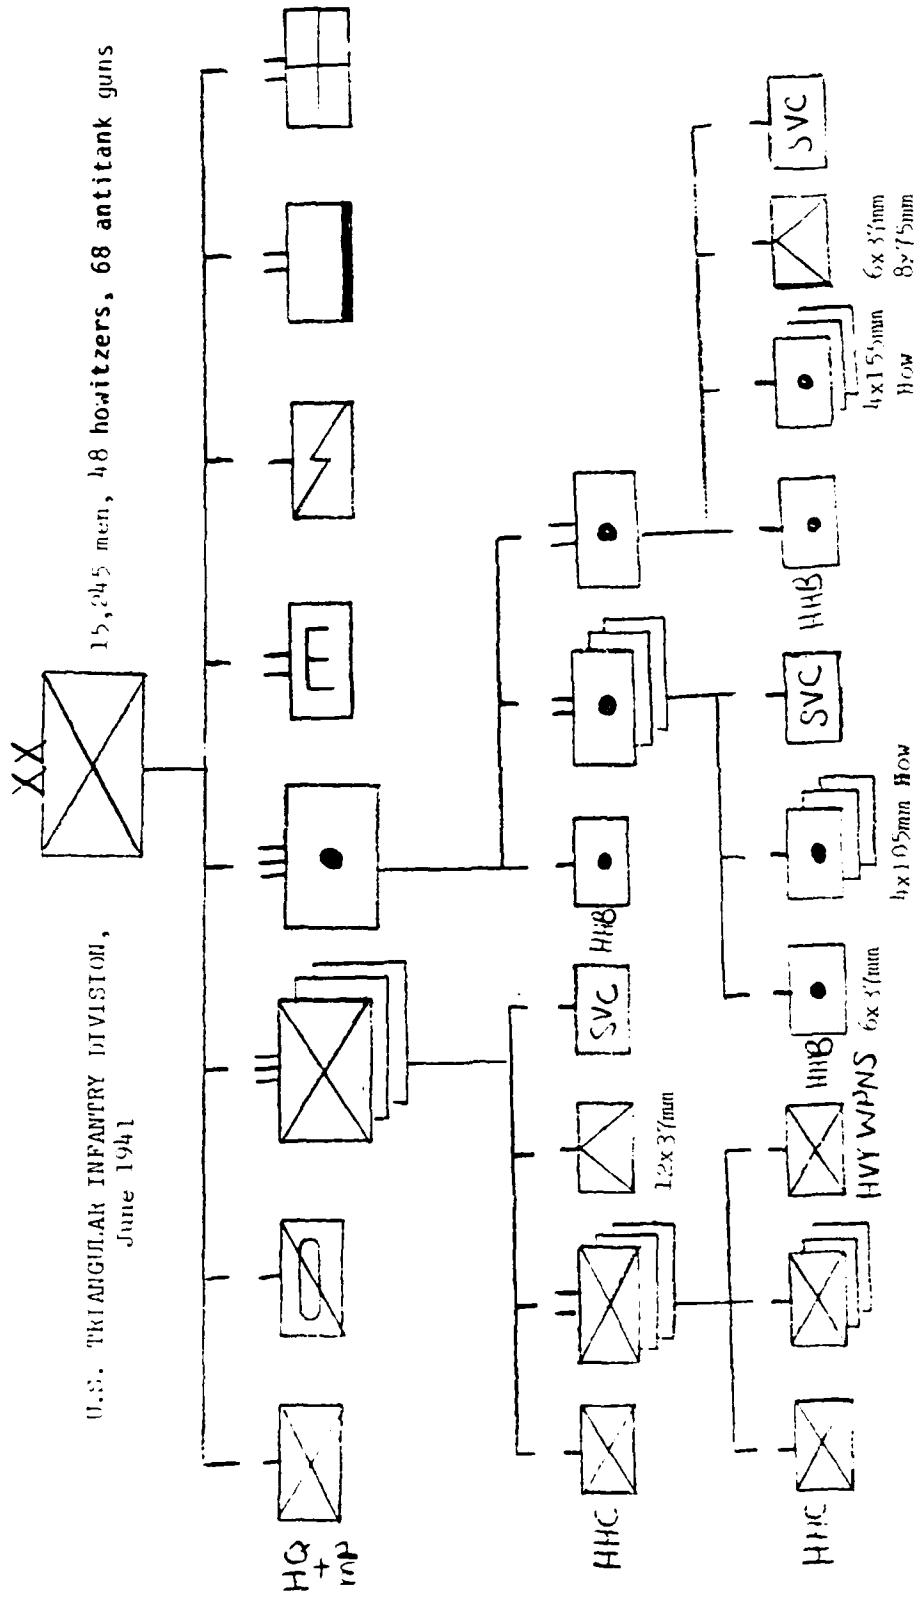 XX
U.S. TRIANGULAR INFANTRY DIVISION,
June 1941
15,245 men, 48 howitzers, 68 antitank guns
HQ
+
MP
HHC
12x37mm
SVC
HHB
HHC
HVY WPNS
HHB
6x37mm
4x105mm How
SVC
HHB
4x155mm
How
6x37mm
8x75mm
SVC